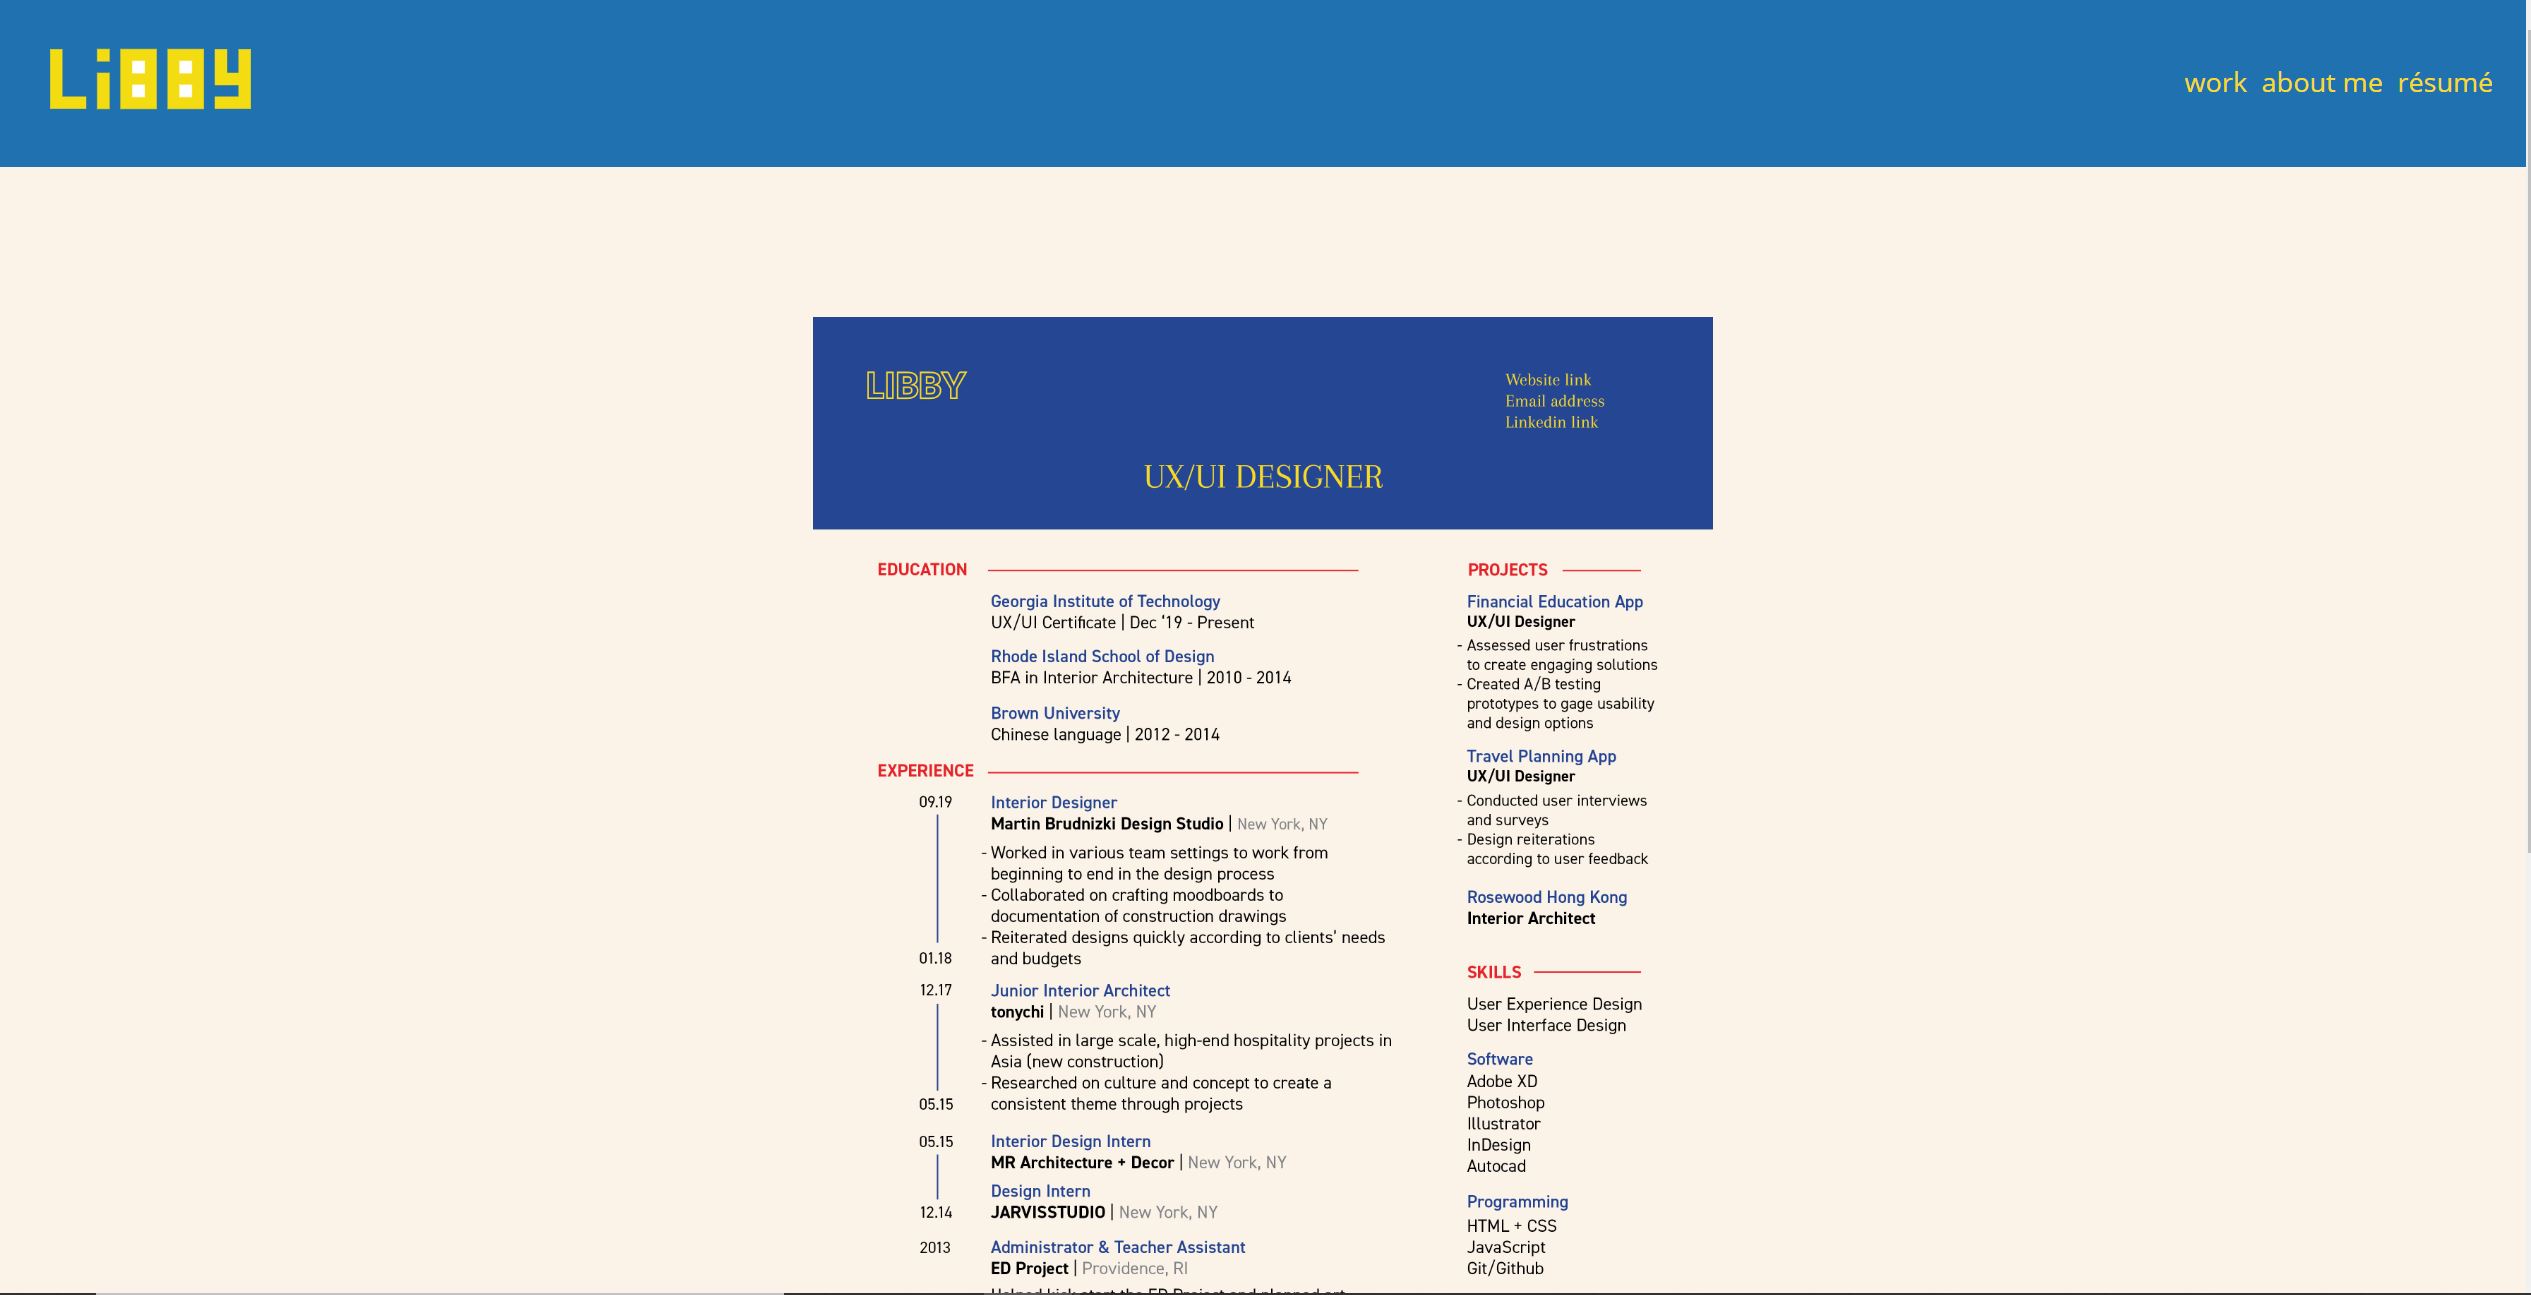 LiBBY
work about me résumé
LIBBY
Website link
Email address
Linkedin link
UX/UI DESIGNER
EDUCATION
Georgia Institute of Technology
UX/UI Certificate | Dec '19 - Present
Rhode Island School of Design
BFA in Interior Architecture | 2010 - 2014
Brown University
Chinese language | 2012 - 2014
EXPERIENCE
09.19
Interior Designer
Martin Brudnizki Design Studio | New York, NY
- Worked in various team settings to work from
beginning to end in the design process
- Collaborated on crafting moodboards to
documentation of construction drawings
- Reiterated designs quickly according to clients' needs
and budgets
01.18
12.17
Junior Interior Architect
tonychi | New York, NY
- Assisted in large scale, high-end hospitality projects in
Asia (new construction)
- Researched on culture and concept to create a
consistent theme through projects
05.15
05.15
Interior Design Intern
MR Architecture + Decor | New York, NY
Design Intern
JARVISSTUDIO | New York, NY
12.14
2013
Administrator & Teacher Assistant
ED Project | Providence, RI
Helped kick start the ED Project and planned art
PROJECTS
Financial Education App
UX/UI Designer
- Assessed user frustrations
to create engaging solutions
- Created A/B testing
prototypes to gage usability
and design options
Travel Planning App
UX/UI Designer
- Conducted user interviews
and surveys
- Design reiterations
according to user feedback
Rosewood Hong Kong
Interior Architect
SKILLS
User Experience Design
User Interface Design
Software
Adobe XD
Photoshop
Illustrator
InDesign
Autocad
Programming
HTML + CSS
JavaScript
Git/Github